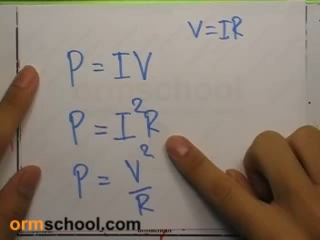 V=IR
P = IV
P = I²R
P = V²/R
ormschool.com